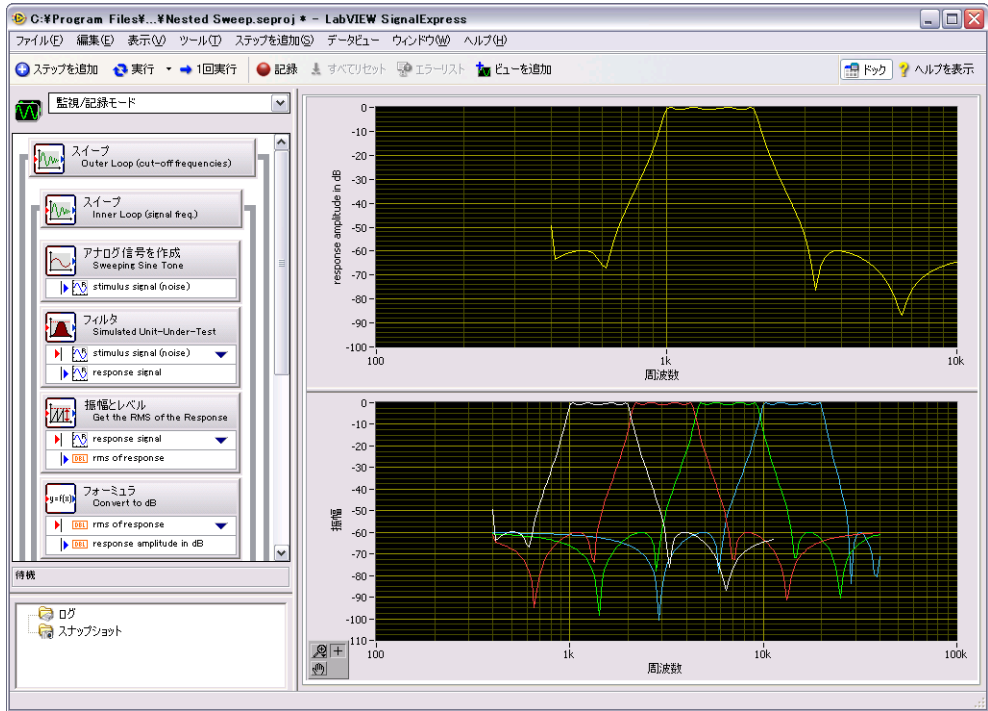 C:¥Program Files¥...¥Nested Sweep.seproj * - LabVIEW SignalExpress
ファイル(F) 編集(E) 表示(V) ツール(T) ステップを追加(S) データビュー ウィンドウ(W) ヘルプ(H)
ステップを追加 実行 1回実行 記録 すべてリセット エラーリスト ビューを追加 ドック ヘルプを表示
監視/記録モード
スイープ
Outer Loop (cut-off frequencies)
スイープ
Inner Loop (signal freq.)
アナログ信号を作成
Sweeping Sine Tone
stimulus signal (noise)
フィルタ
Simulated Unit-Under-Test
stimulus signal (noise)
response signal
振幅とレベル
Get the RMS of the Response
response signal
DBL rms of response
y=f(x)
フォーミュラ
Convert to dB
DBL rms of response
DBL response amplitude in dB
待機
ログ
スナップショット
response amplitude in dB
0
-10
-20
-30
-40
-50
-60
-70
-80
-90
-100
100 1k 10k
周波数
振幅
0
-10
-20
-30
-40
-50
-60
-70
-80
-90
-100
110
100 1k 10k 100k
周波数